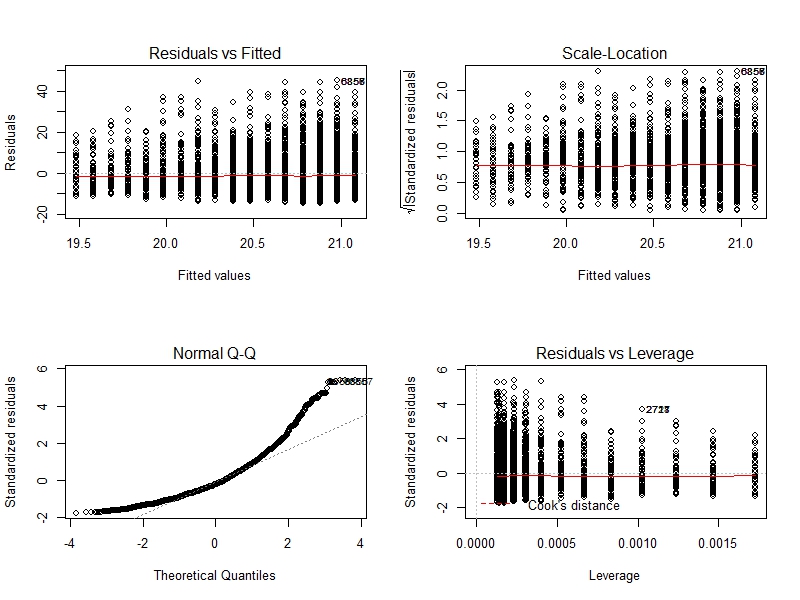 Residuals vs Fitted
Residuals
-20
0
20
40
19.5
20.0
20.5
21.0
Fitted values
Scale-Location
√|Standardized residuals|
0.0
0.5
1.0
1.5
2.0
19.5
20.0
20.5
21.0
Fitted values
Normal Q-Q
Standardized residuals
-2
0
2
4
6
-4
-2
0
2
4
Theoretical Quantiles
Residuals vs Leverage
Standardized residuals
-2
0
2
4
6
Cook's distance
0.0000
0.0005
0.0010
0.0015
Leverage